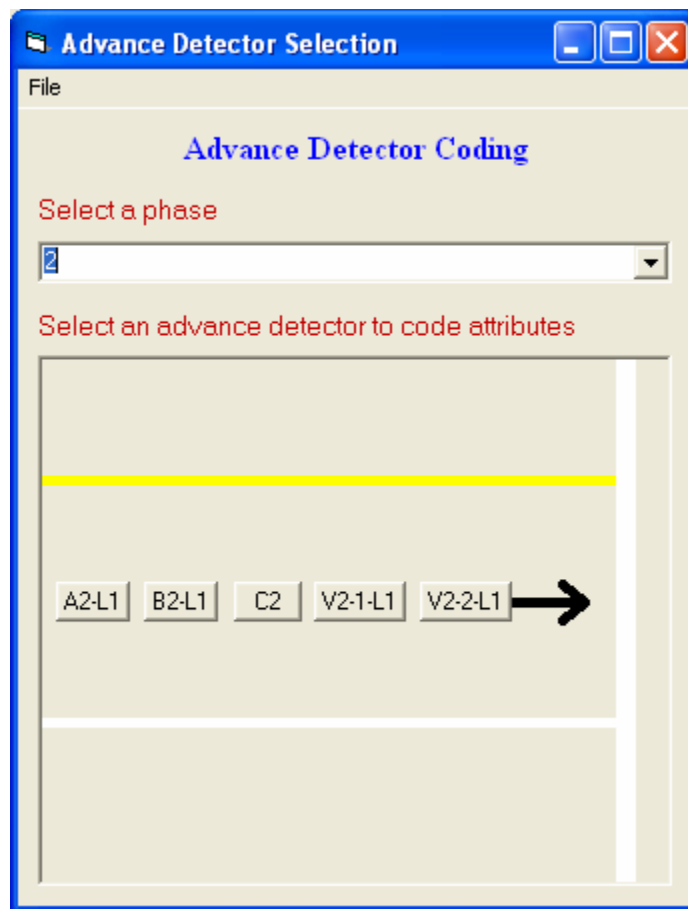 Advance Detector Selection
File
Advance Detector Coding
Select a phase
2
Select an advance detector to code attributes
A2-L1 B2-L1 C2 V2-1-L1 V2-2-L1